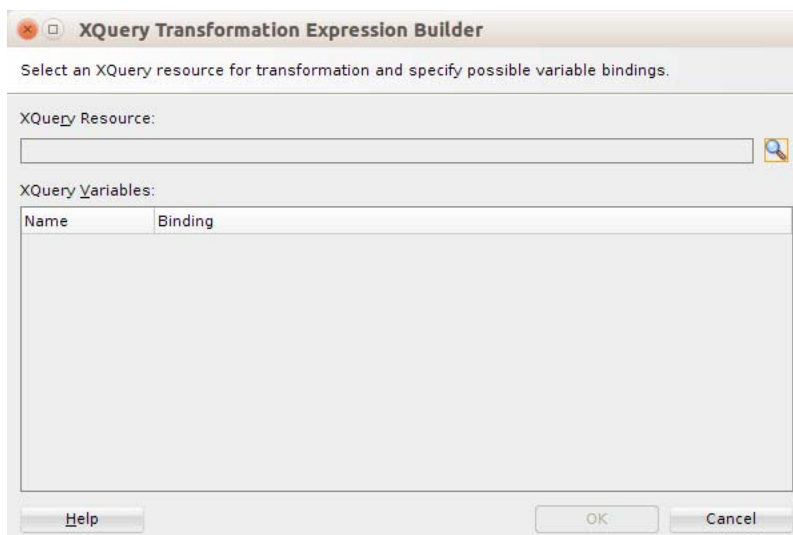 XQuery Transformation Expression Builder
Select an XQuery resource for transformation and specify possible variable bindings.
XQuery Resource:
XQuery Variables:
Name Binding
Help OK Cancel